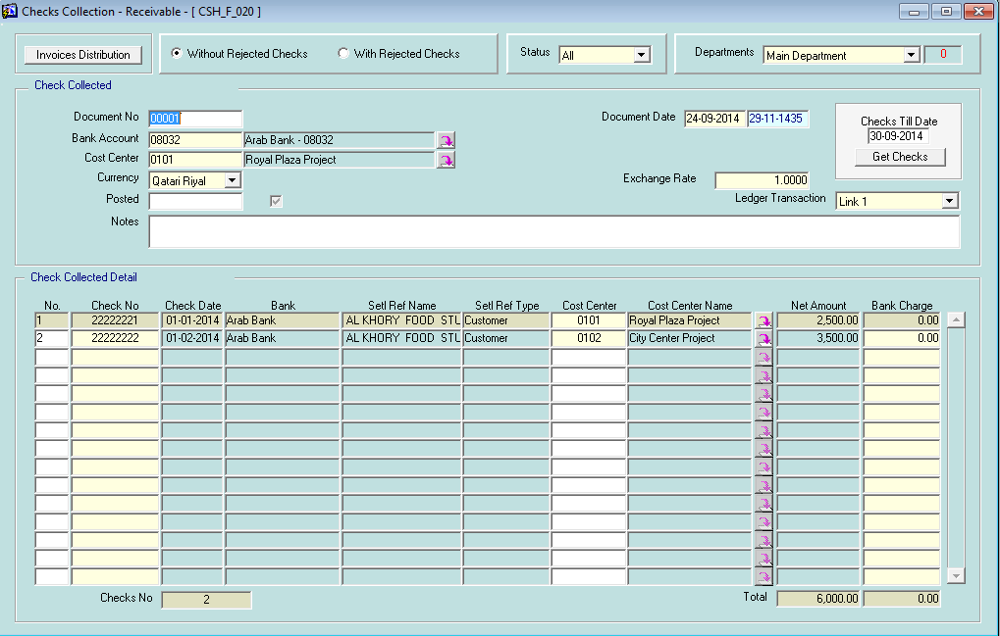 Checks Collection - Receivable - [ CSH_F_020 ]
Invoices Distribution
Without Rejected Checks
With Rejected Checks
Status
All
Departments
Main Department
0
Check Collected
Document No
00001
Document Date
24-09-2014
29-11-1435
Checks Till Date
30-09-2014
Get Checks
Bank Account
08032
Arab Bank - 08032
Cost Center
0101
Royal Plaza Project
Currency
Qatari Riyal
Exchange Rate
1.0000
Posted
Ledger Transaction
Link 1
Notes
Check Collected Detail
No. Check No Check Date Bank Setl Ref Name Setl Ref Type Cost Center Cost Center Name Net Amount Bank Charge
1 22222221 01-01-2014 Arab Bank AL KHORY FOOD STU Customer 0101 Royal Plaza Project 2,500.00 0.00
2 22222222 01-02-2014 Arab Bank AL KHORY FOOD STU Customer 0102 City Center Project 3,500.00 0.00
Checks No 2 Total 6,000.00 0.00